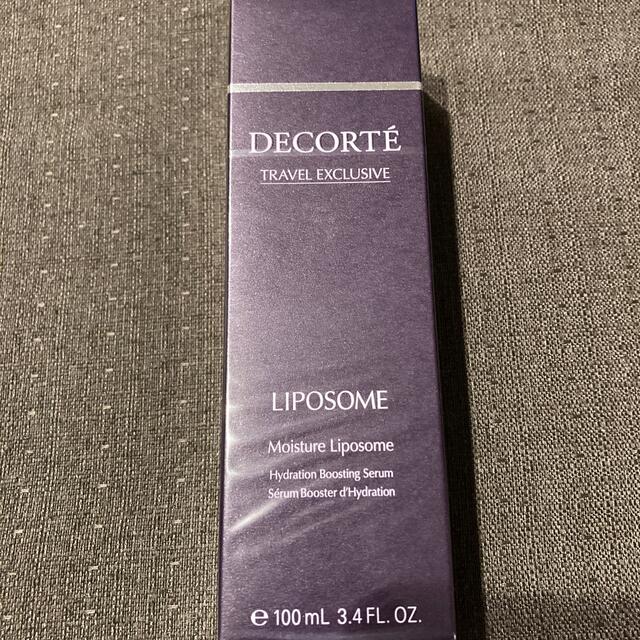 DECORTÉ
TRAVEL EXCLUSIVE
LIPOSOME
Moisture Liposome
Hydration Boosting Serum
Sérum Booster d'Hydration
℮ 100 mL 3.4 FL. OZ.